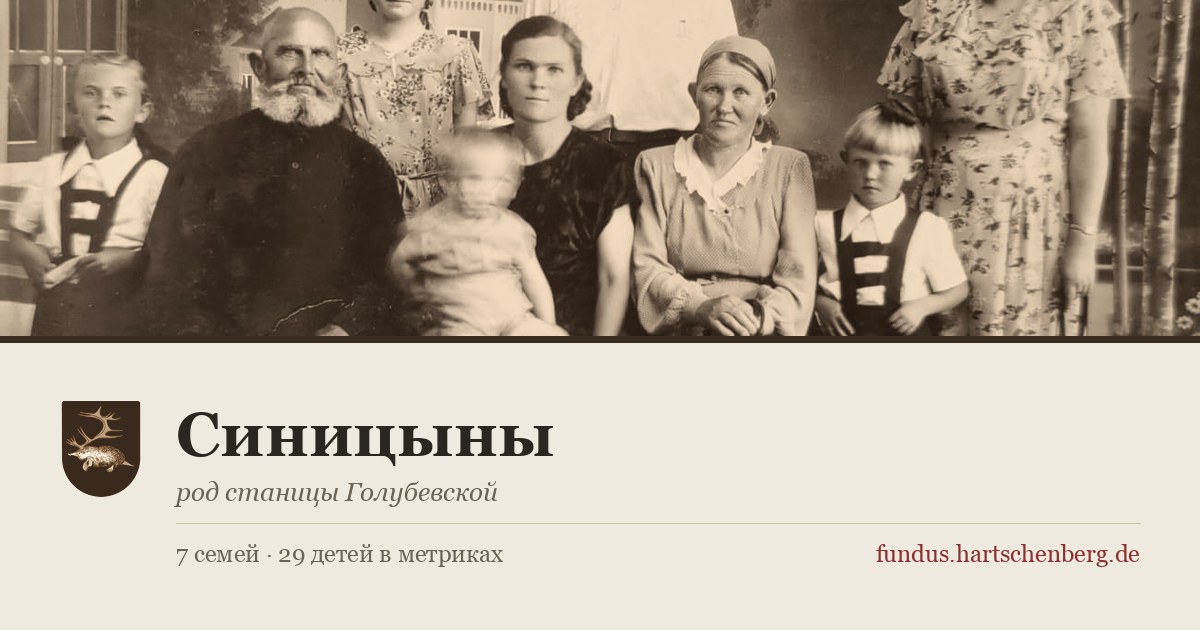 Синицыны
род станицы Голубевской
7 семей · 29 детей в метриках
fundus.hartschenberg.de